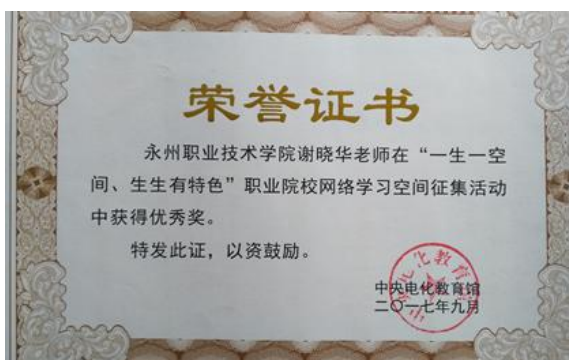 荣誉证书
永州职业技术学院谢晓华老师在“一生一空
间、生生有特色”职业院校网络学习空间征集活动
中获得优秀奖。
特发此证，以资鼓励。
中央电化教育馆
二〇一七年九月